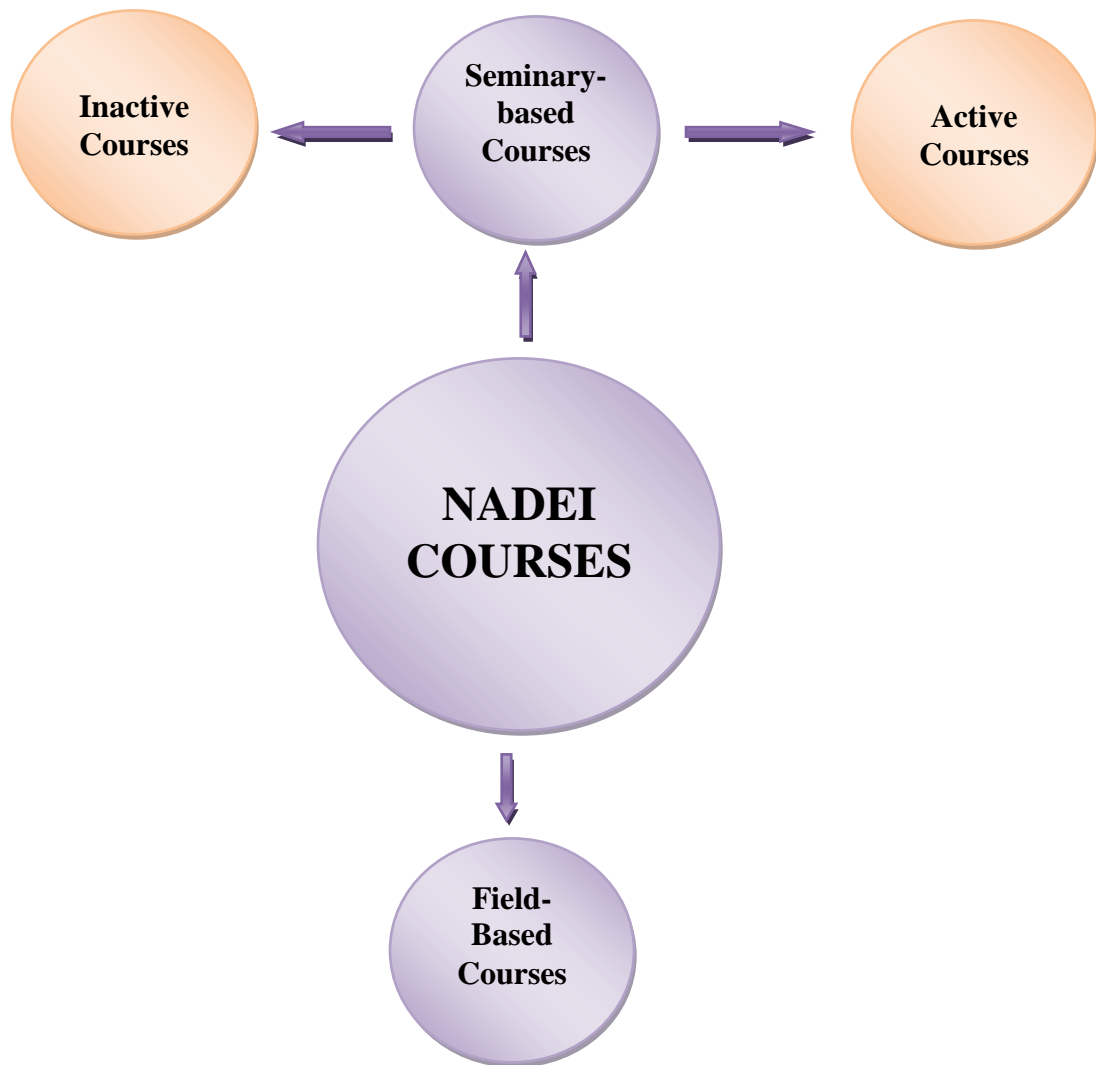 Inactive
Courses
Seminary-
based
Courses
Active
Courses
NADEI
COURSES
Field-
Based
Courses